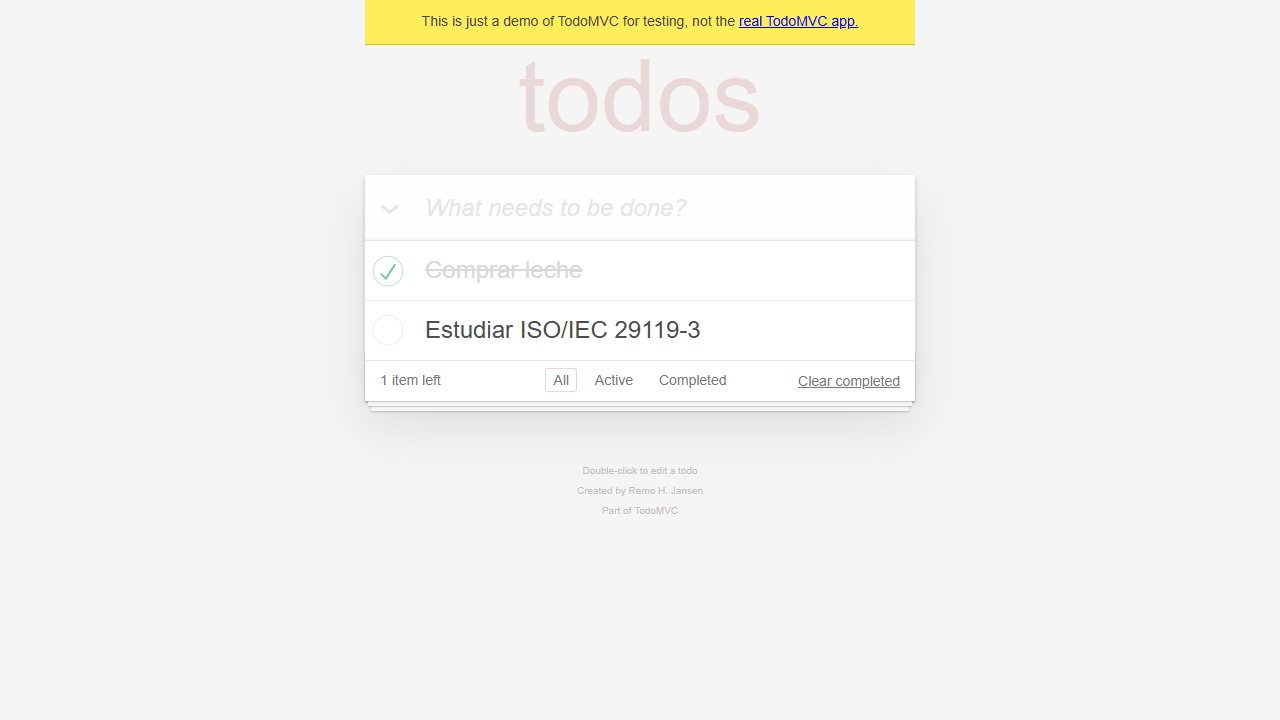 This is just a demo of TodoMVC for testing, not the real TodoMVC app.
todos
What needs to be done?
Comprar leche
Estudiar ISO/IEC 29119-3
1 item left All Active Completed Clear completed
Double-click to edit a todo
Created by Remo H. Jansen
Part of TodoMVC